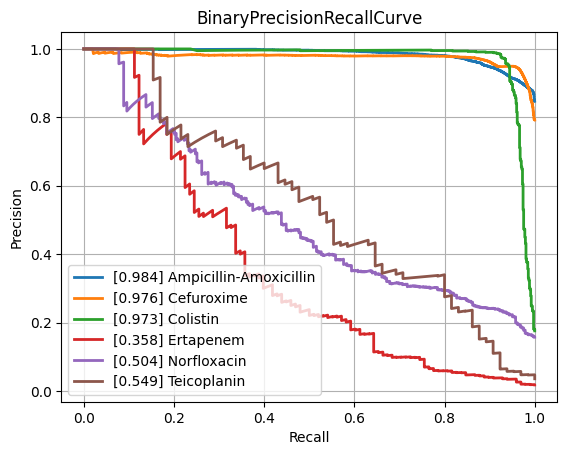 BinaryPrecisionRecallCurve
1.0
0.8
0.6
0.4
0.2
0.0
Precision
[0.984] Ampicillin-Amoxicillin
[0.976] Cefuroxime
[0.973] Colistin
[0.358] Ertapenem
[0.504] Norfloxacin
[0.549] Teicoplanin
0.0 0.2 0.4 0.6 0.8 1.0
Recall